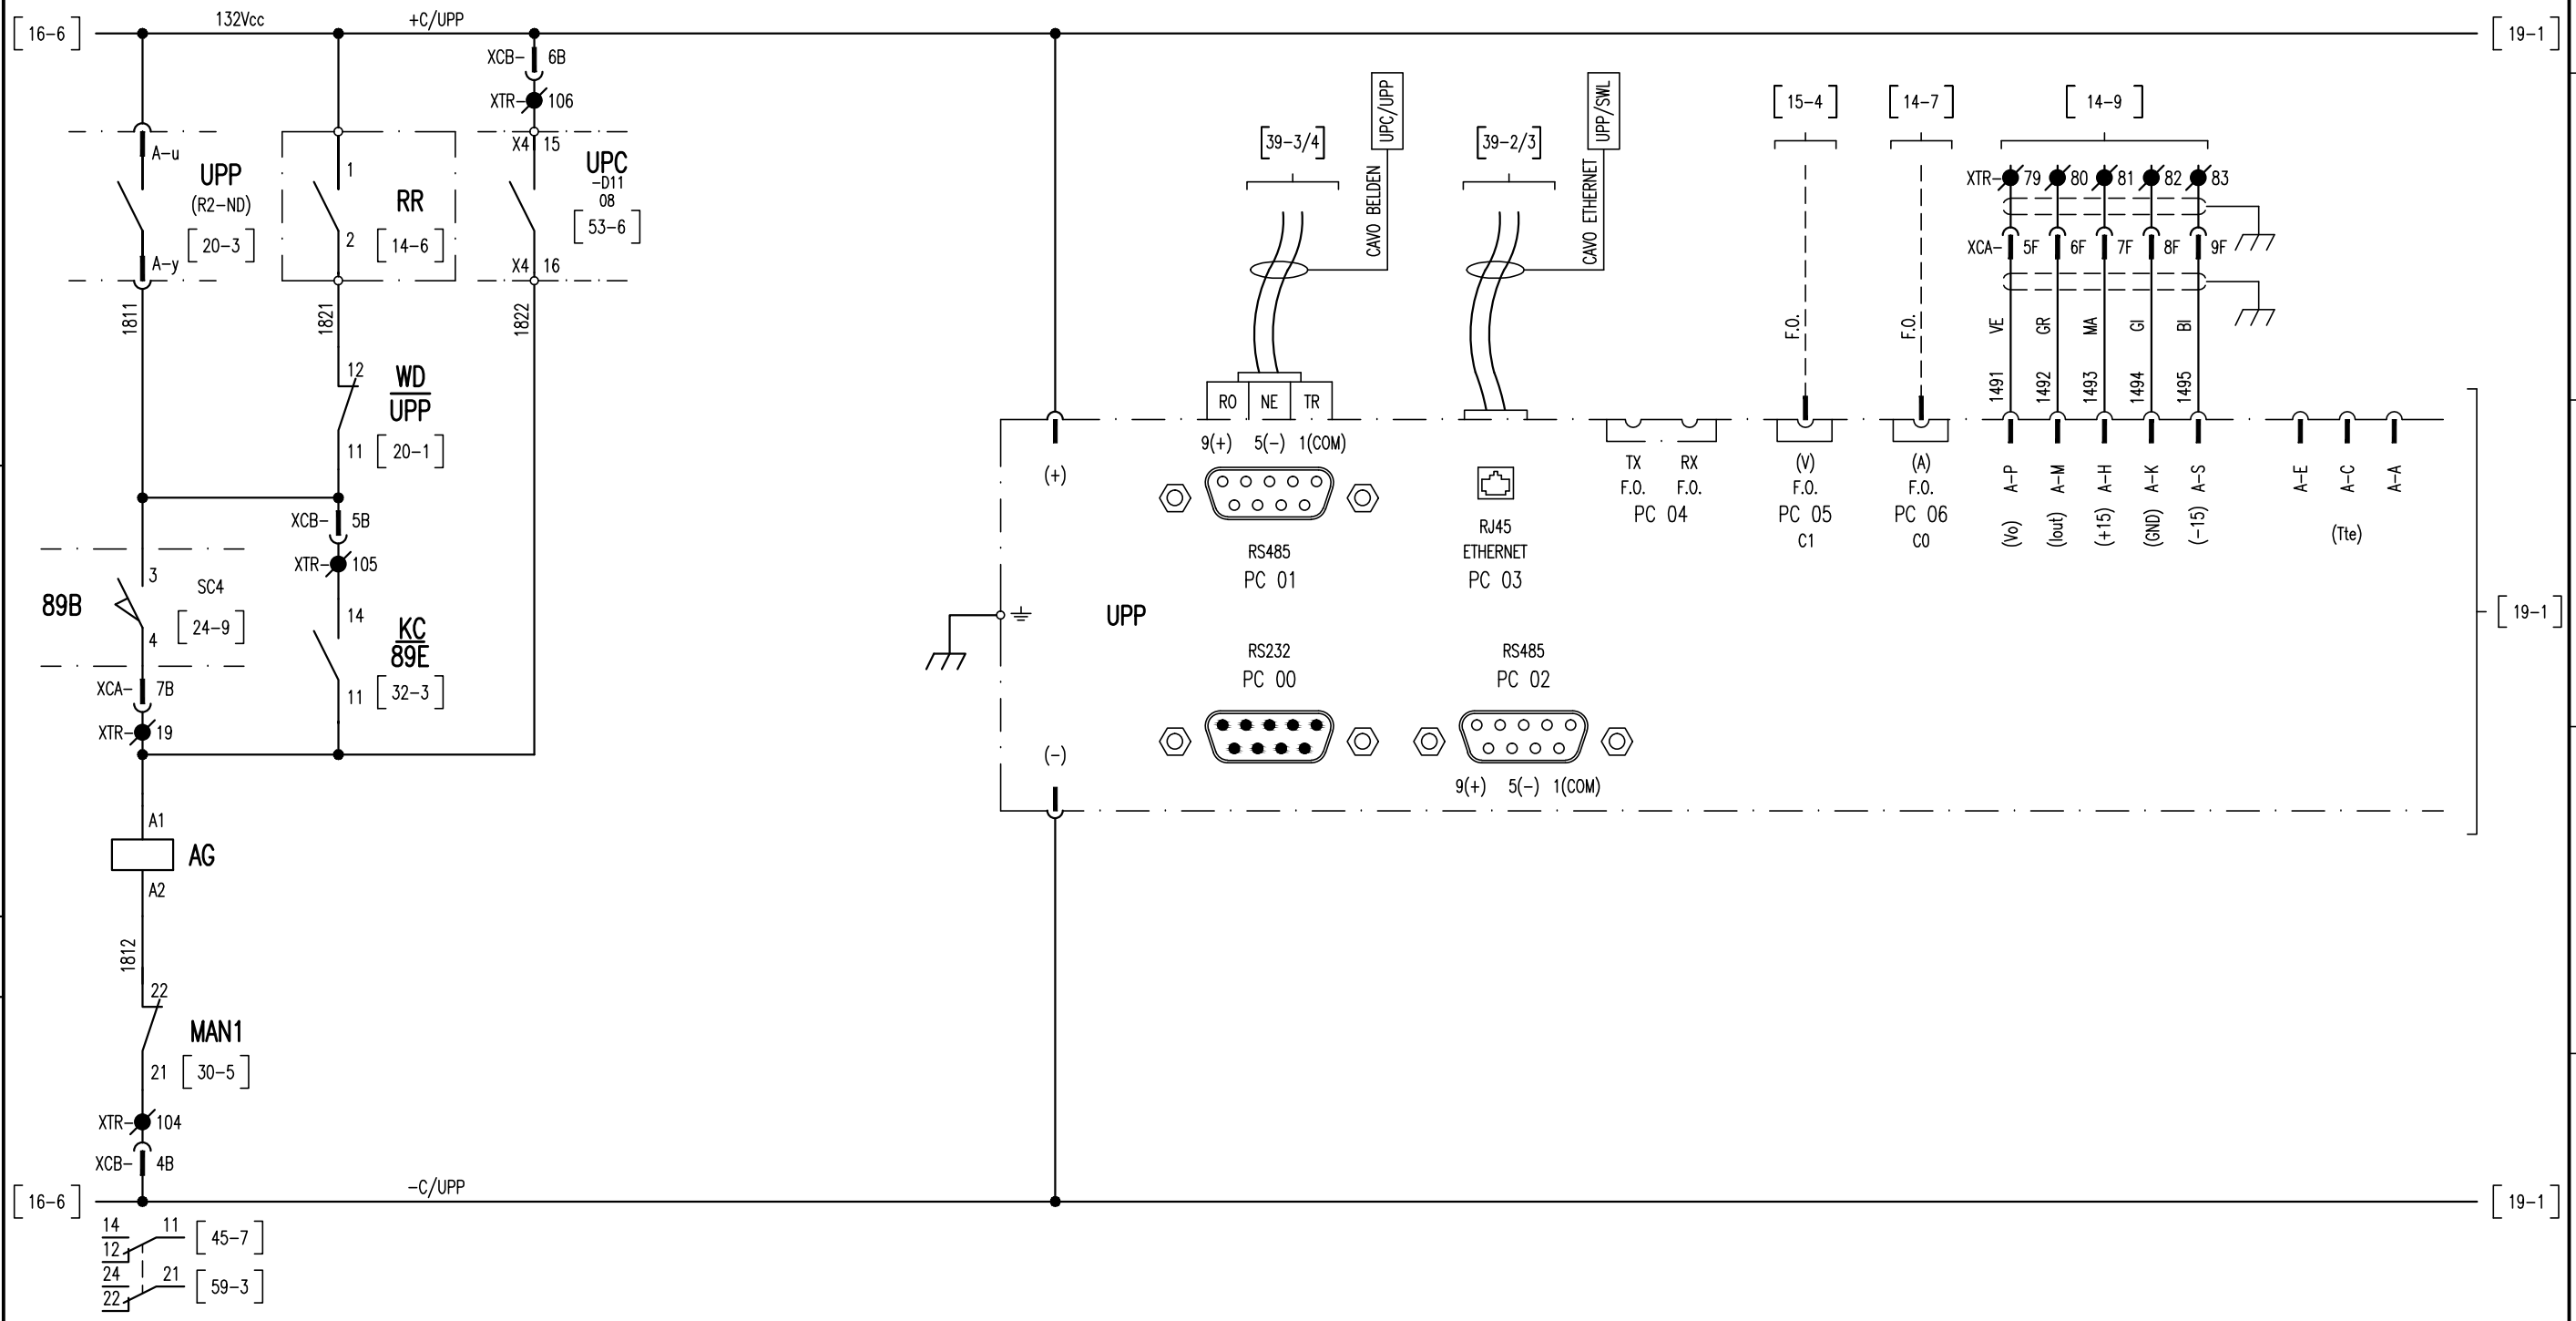 [16-6] 132Vcc +C/UPP [19-1]
XCB- 6B
XTR- 106
A-u
UPP
(R2-ND)
[20-3]
A-y
1811
1
RR
2
[14-6]
1821
X4 15
UPC
-D11
08
[53-6]
X4 16
1822
12
WD
UPP
11 [20-1]
XCB- 5B
XTR- 105
3
SC4
89B
[24-9]
4
XCA- 7B
XTR- 19
14
KC
89E
11 [32-3]
A1
AG
A2
1812
22
MAN1
21 [30-5]
XTR- 104
XCB- 4B
[16-6] -C/UPP [19-1]
14 11 [45-7]
12
24 21 [59-3]
22
[39-3/4]
CAVO BELDEN
UPC/UPP
[39-2/3]
CAVO ETHERNET
UPP/SWL
[15-4]
F.O.
[14-7]
F.O.
[14-9]
XTR- 79 80 81 82 83
XCA- 5F 6F 7F 8F 9F
VE GR MA GI BI
1491 1492 1493 1494 1495
RO NE TR
9(+) 5(-) 1(COM)
(+)
RS485
PC 01
RJ45
ETHERNET
PC 03
TX RX
F.O. F.O.
PC 04
(V)
F.O.
PC 05
C1
(A)
F.O.
PC 06
C0
A-P A-M A-H A-K A-S
(Vo) (Iout) (+15) (GND) (-15)
A-E A-C A-A
(Tte)
[19-1]
UPP
RS232
PC 00
RS485
PC 02
(-)
9(+) 5(-) 1(COM)